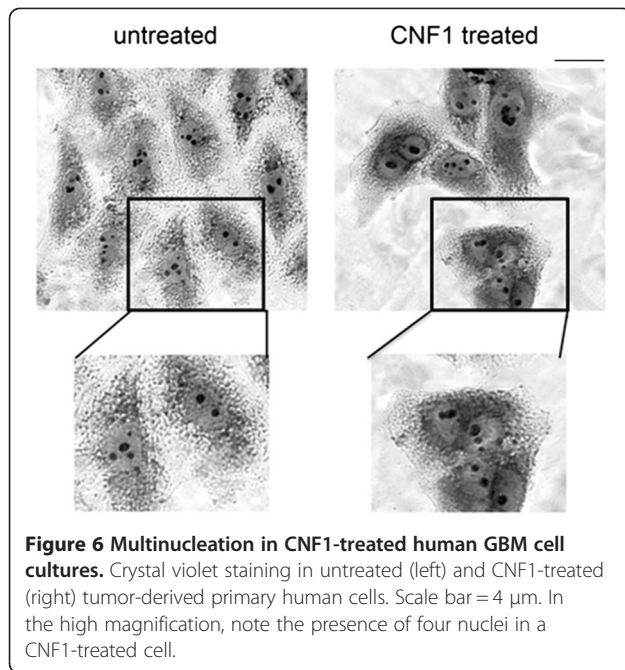 untreated
CNF1 treated
Figure 6 Multinucleation in CNF1-treated human GBM cell
cultures. Crystal violet staining in untreated (left) and CNF1-treated
(right) tumor-derived primary human cells. Scale bar = 4 μm. In
the high magnification, note the presence of four nuclei in a
CNF1-treated cell.